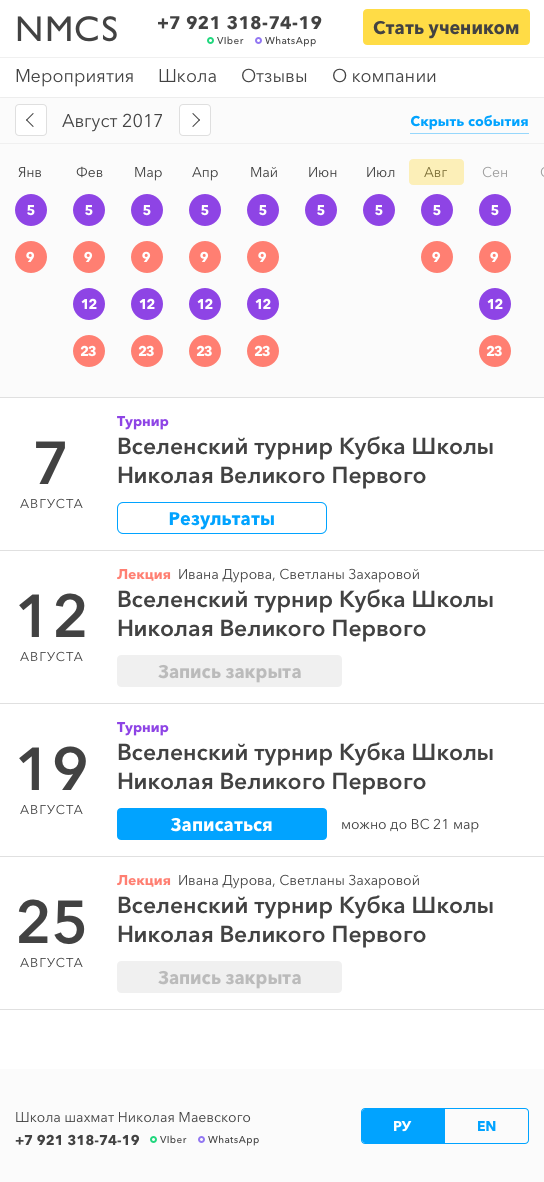 NMCS
+7 921 318-74-19
Viber WhatsApp
Стать учеником
Мероприятия Школа Отзывы О компании
Август 2017
Скрыть события
Янв Фев Мар Апр Май Июн Июл Авг Сен
5 5 5 5 5 5 5 5 5
9 9 9 9 9 9 9
12 12 12 12 12
23 23 23 23 23
7
АВГУСТА
Турнир
Вселенский турнир Кубка Школы
Николая Великого Первого
Результаты
12
АВГУСТА
Лекция Ивана Дурова, Светланы Захаровой
Вселенский турнир Кубка Школы
Николая Великого Первого
Запись закрыта
19
АВГУСТА
Турнир
Вселенский турнир Кубка Школы
Николая Великого Первого
Записаться можно до ВС 21 мар
25
АВГУСТА
Лекция Ивана Дурова, Светланы Захаровой
Вселенский турнир Кубка Школы
Николая Великого Первого
Запись закрыта
Школа шахмат Николая Маевского
+7 921 318-74-19 Viber WhatsApp
РУ EN